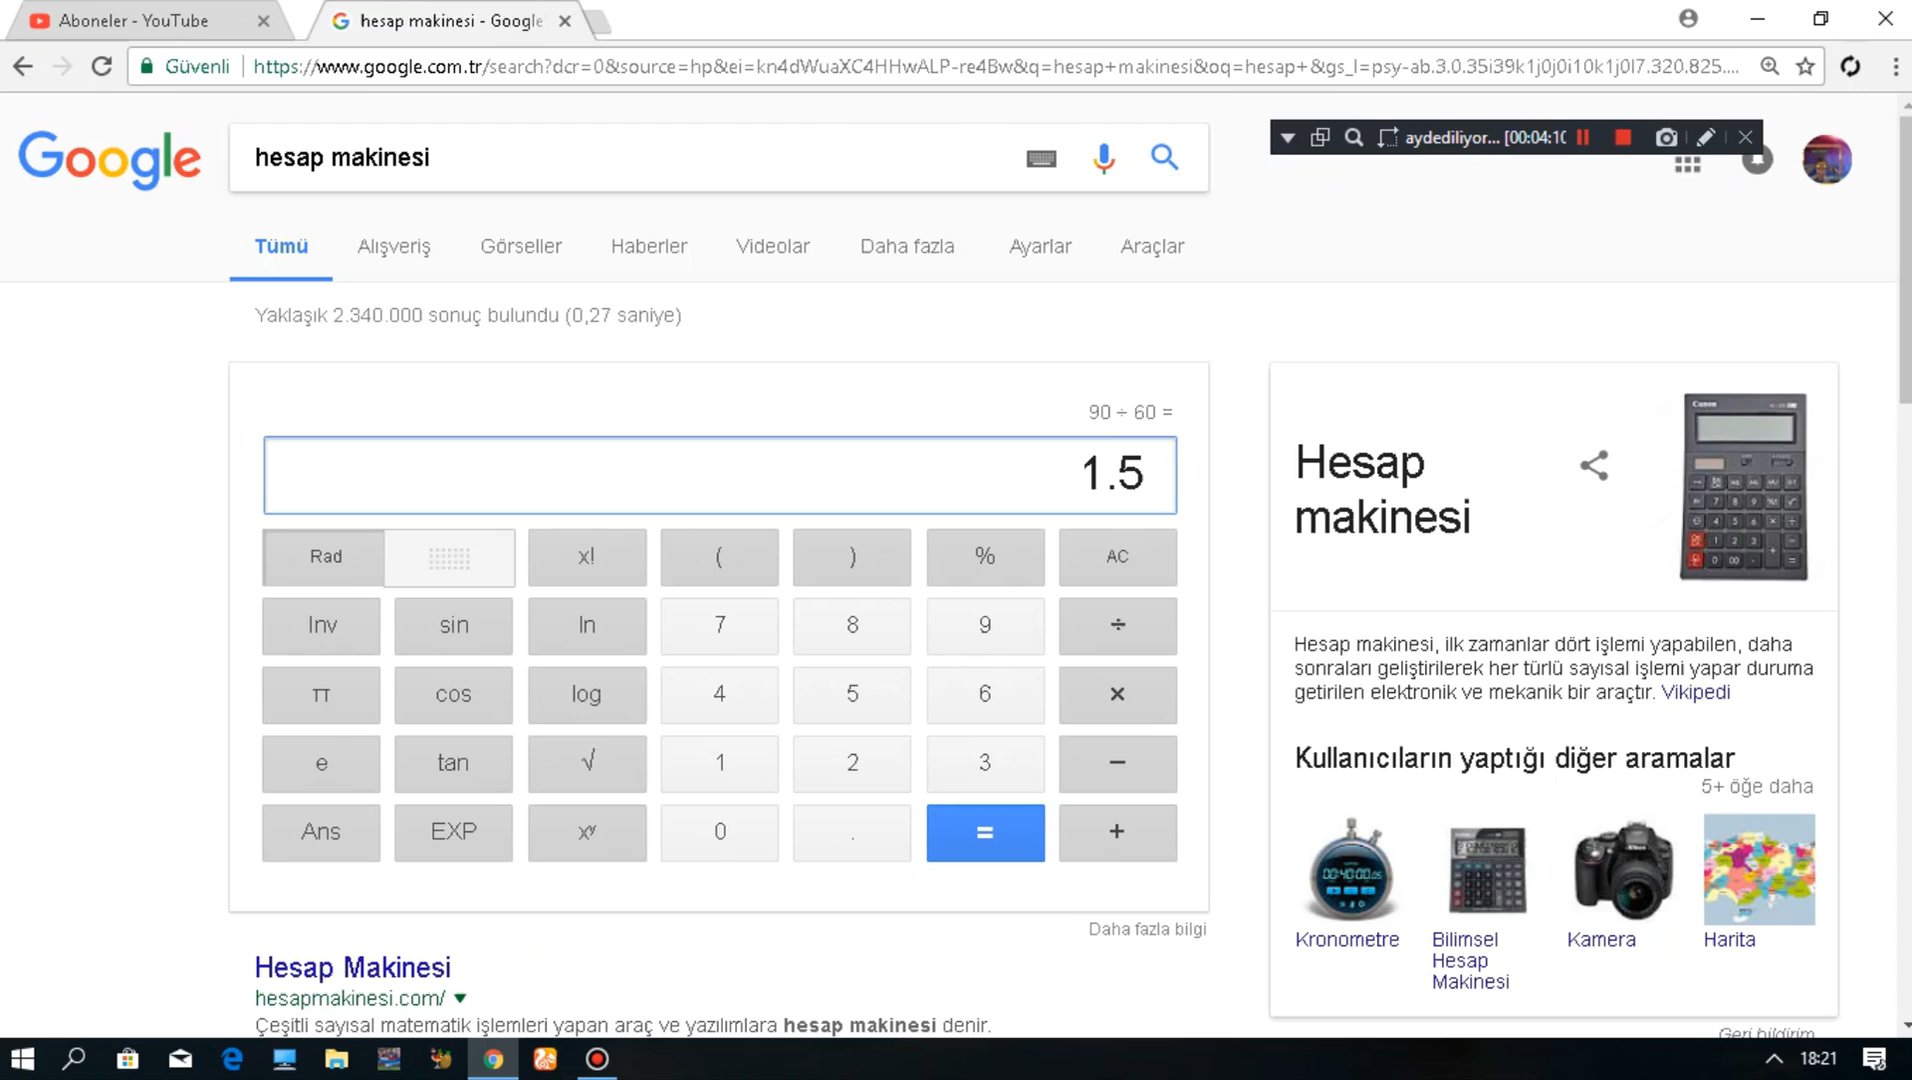 Aboneler - YouTube
hesap makinesi - Google
Güvenli
https://www.google.com.tr/search?dcr=0&source=hp&ei=kn4dWuaXC4HHwALP-re4Bw&q=hesap+makinesi&oq=hesap+&gs_l=psy-ab.3.0.35i39k1j0j0i10k1j0l7.320.825....
Google
hesap makinesi
aydediliyor... [00:04:10
Tümü Alışveriş Görseller Haberler Videolar Daha fazla Ayarlar Araçlar
Yaklaşık 2.340.000 sonuç bulundu (0,27 saniye)
90 ÷ 60 =
1.5
Rad x! ( ) % AC
Inv sin ln 7 8 9 ÷
π cos log 4 5 6 ×
e tan √ 1 2 3 −
Ans EXP xʸ 0 . = +
Daha fazla bilgi
Hesap Makinesi
hesapmakinesi.com/
Çeşitli sayısal matematik işlemleri yapan araç ve yazılımlara hesap makinesi denir.
Hesap
makinesi
Canon
Hesap makinesi, ilk zamanlar dört işlemi yapabilen, daha
sonraları geliştirilerek her türlü sayısal işlemi yapar duruma
getirilen elektronik ve mekanik bir araçtır. Vikipedi
Kullanıcıların yaptığı diğer aramalar
5+ öğe daha
Kronometre
Bilimsel
Hesap
Makinesi
Kamera
Harita
Geri bildirim
18:21